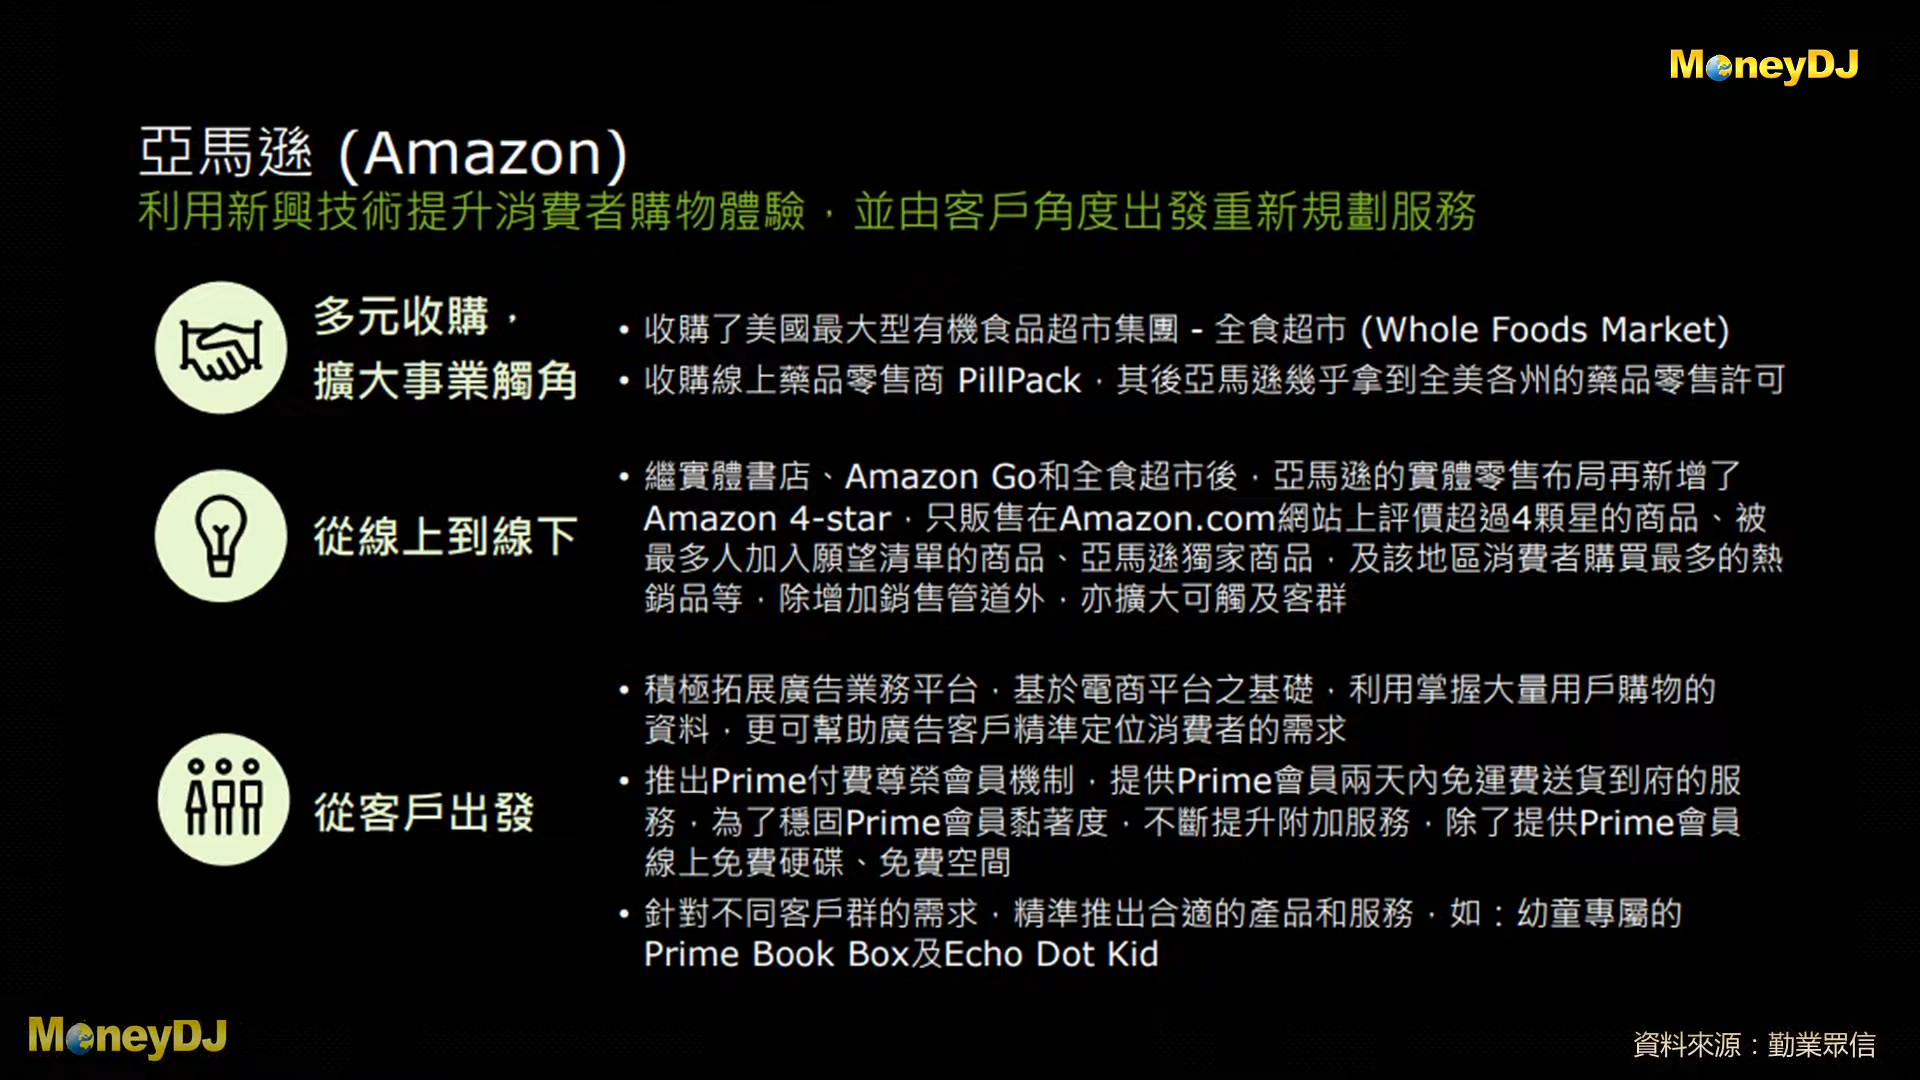 MoneyDJ
亞馬遜 (Amazon)
利用新興技術提升消費者購物體驗，並由客戶角度出發重新規劃服務
多元收購，
擴大事業觸角
• 收購了美國最大型有機食品超市集團 - 全食超市 (Whole Foods Market)
• 收購線上藥品零售商 PillPack，其後亞馬遜幾乎拿到全美各州的藥品零售許可
從線上到線下
• 繼實體書店、Amazon Go和全食超市後，亞馬遜的實體零售布局再新增了
Amazon 4-star，只販售在Amazon.com網站上評價超過4顆星的商品、被
最多人加入願望清單的商品、亞馬遜獨家商品，及該地區消費者購買最多的熱
銷品等，除增加銷售管道外，亦擴大可觸及客群
從客戶出發
• 積極拓展廣告業務平台，基於電商平台之基礎，利用掌握大量用戶購物的
資料，更可幫助廣告客戶精準定位消費者的需求
• 推出Prime付費尊榮會員機制，提供Prime會員兩天內免運費送貨到府的服
務，為了穩固Prime會員黏著度，不斷提升附加服務，除了提供Prime會員
線上免費硬碟、免費空間
• 針對不同客戶群的需求，精準推出合適的產品和服務，如：幼童專屬的
Prime Book Box及Echo Dot Kid
MoneyDJ
資料來源：勤業眾信